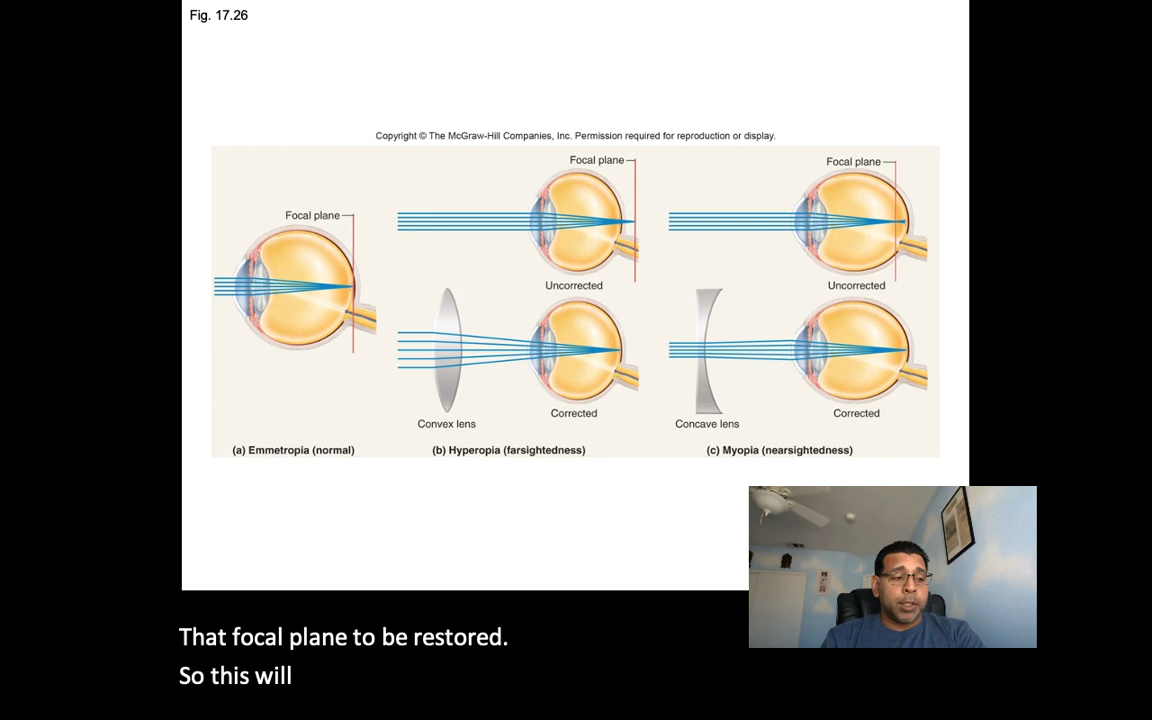 Fig. 17.26
Copyright © The McGraw-Hill Companies, Inc. Permission required for reproduction or display.
Focal plane
Focal plane
Focal plane
Uncorrected
Uncorrected
Convex lens
Corrected
Concave lens
Corrected
(a) Emmetropia (normal)
(b) Hyperopia (farsightedness)
(c) Myopia (nearsightedness)
That focal plane to be restored.
So this will